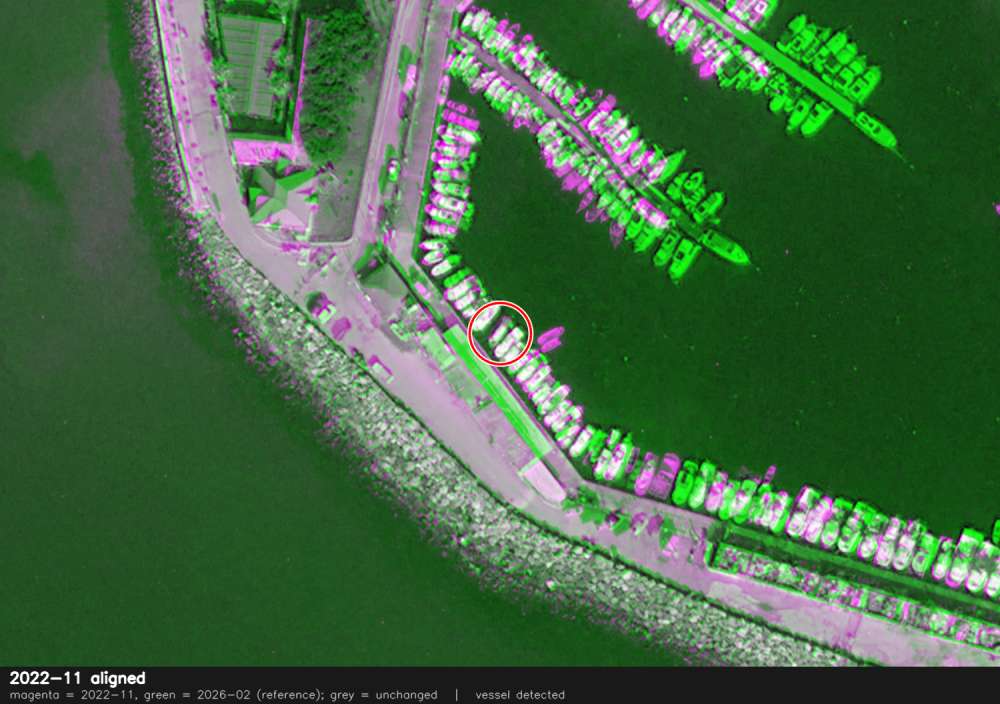 2022-11 aligned
magenta = 2022-11, green = 2026-02 (reference); grey = unchanged | vessel detected